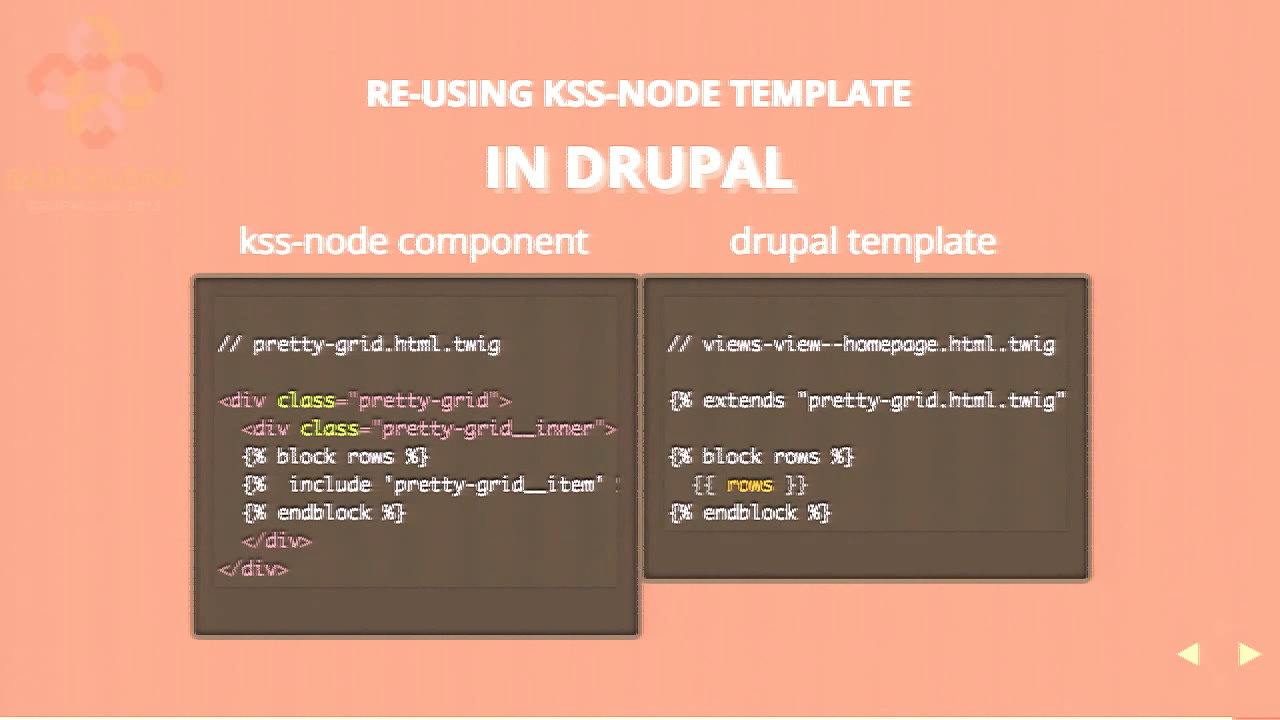 BARCELONA
RE-USING KSS-NODE TEMPLATE
IN DRUPAL
kss-node component
// pretty-grid.html.twig
<div class="pretty-grid">
<div class="pretty-grid__inner">
{% block rows %}
{% include 'pretty-grid__item'
{% endblock %}
</div>
</div>
drupal template
// views-view--homepage.html.twig
{% extends "pretty-grid.html.twig"
{% block rows %}
{{ rows }}
{% endblock %}